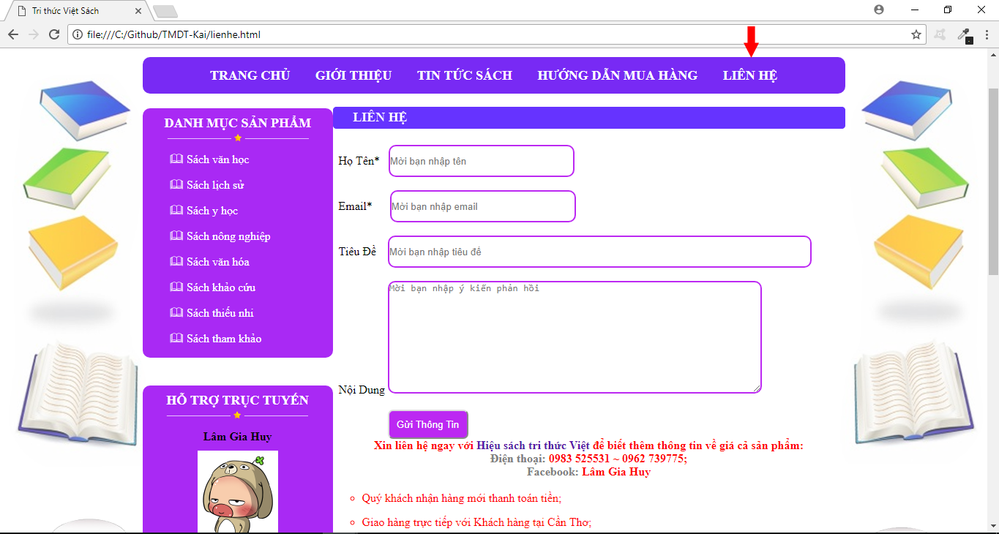 Tri thức Việt Sách
file:///C:/Github/TMDT-Kai/lienhe.html
TRANG CHỦ GIỚI THIỆU TIN TỨC SÁCH HƯỚNG DẪN MUA HÀNG LIÊN HỆ
DANH MỤC SẢN PHẨM
Sách văn học
Sách lịch sử
Sách y học
Sách nông nghiệp
Sách văn hóa
Sách khảo cứu
Sách thiếu nhi
Sách tham khảo
HỖ TRỢ TRỰC TUYẾN
Lâm Gia Huy
LIÊN HỆ
Họ Tên* Mời bạn nhập tên
Email* Mời bạn nhập email
Tiêu Đề Mời bạn nhập tiêu đề
Mời bạn nhập ý kiến phản hồi
Nội Dung
Gửi Thông Tin
Xin liên hệ ngay với Hiệu sách tri thức Việt để biết thêm thông tin về giá cả sản phẩm:
Điện thoại: 0983 525531 ~ 0962 739775;
Facebook: Lâm Gia Huy
Quý khách nhận hàng mới thanh toán tiền;
Giao hàng trực tiếp với Khách hàng tại Cần Thơ;